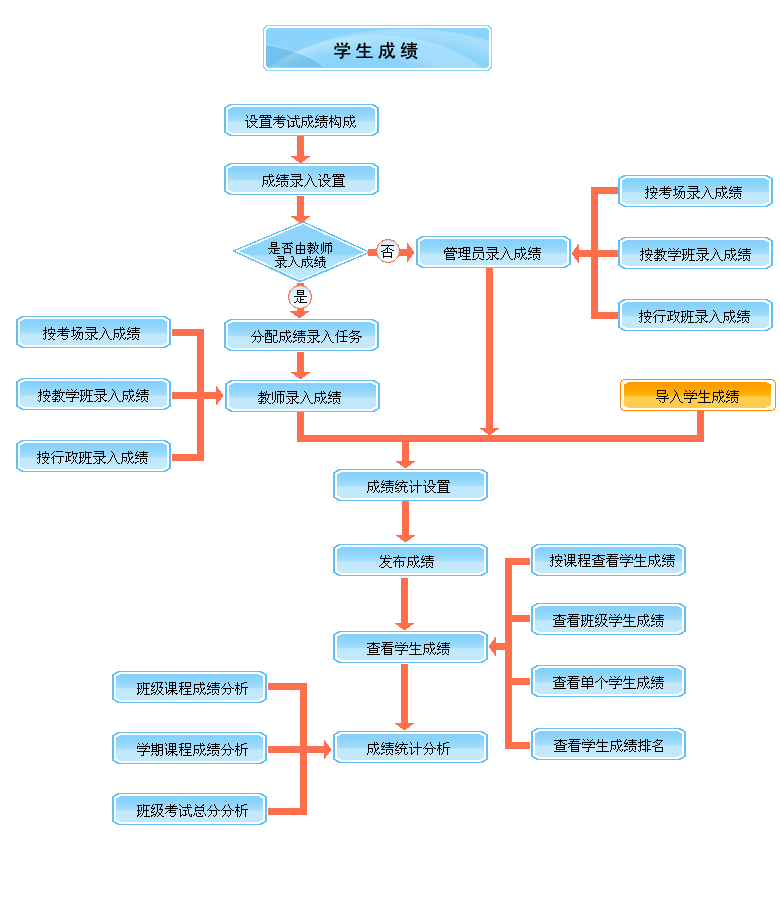 学生成绩
设置考试成绩构成
成绩录入设置
是否由教师
录入成绩
否
管理员录入成绩
按考场录入成绩
按教学班录入成绩
按行政班录入成绩
是
分配成绩录入任务
按考场录入成绩
按教学班录入成绩
按行政班录入成绩
教师录入成绩
导入学生成绩
成绩统计设置
发布成绩
查看学生成绩
按课程查看学生成绩
查看班级学生成绩
查看单个学生成绩
查看学生成绩排名
班级课程成绩分析
学期课程成绩分析
班级考试总分分析
成绩统计分析